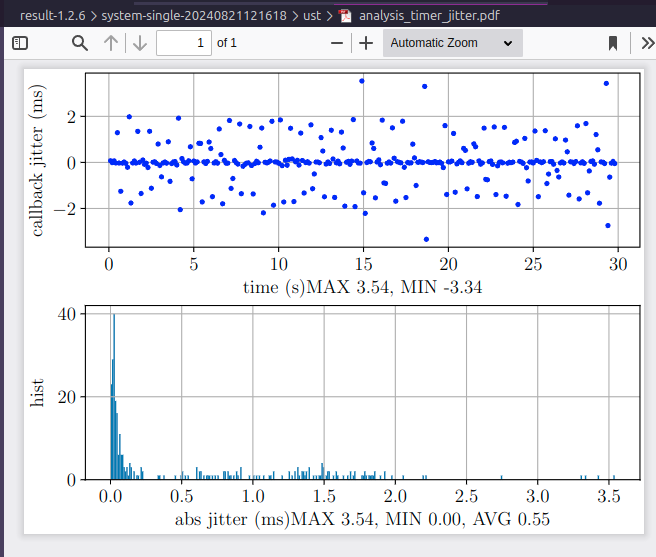 result-1.2.6 > system-single-20240821121618 > ust > analysis_timer_jitter.pdf
1 of 1 Automatic Zoom
callback jitter (ms)
2
0
−2
0 5 10 15 20 25 30
time (s)MAX 3.54, MIN -3.34
hist
40
20
0
0.0 0.5 1.0 1.5 2.0 2.5 3.0 3.5
abs jitter (ms)MAX 3.54, MIN 0.00, AVG 0.55